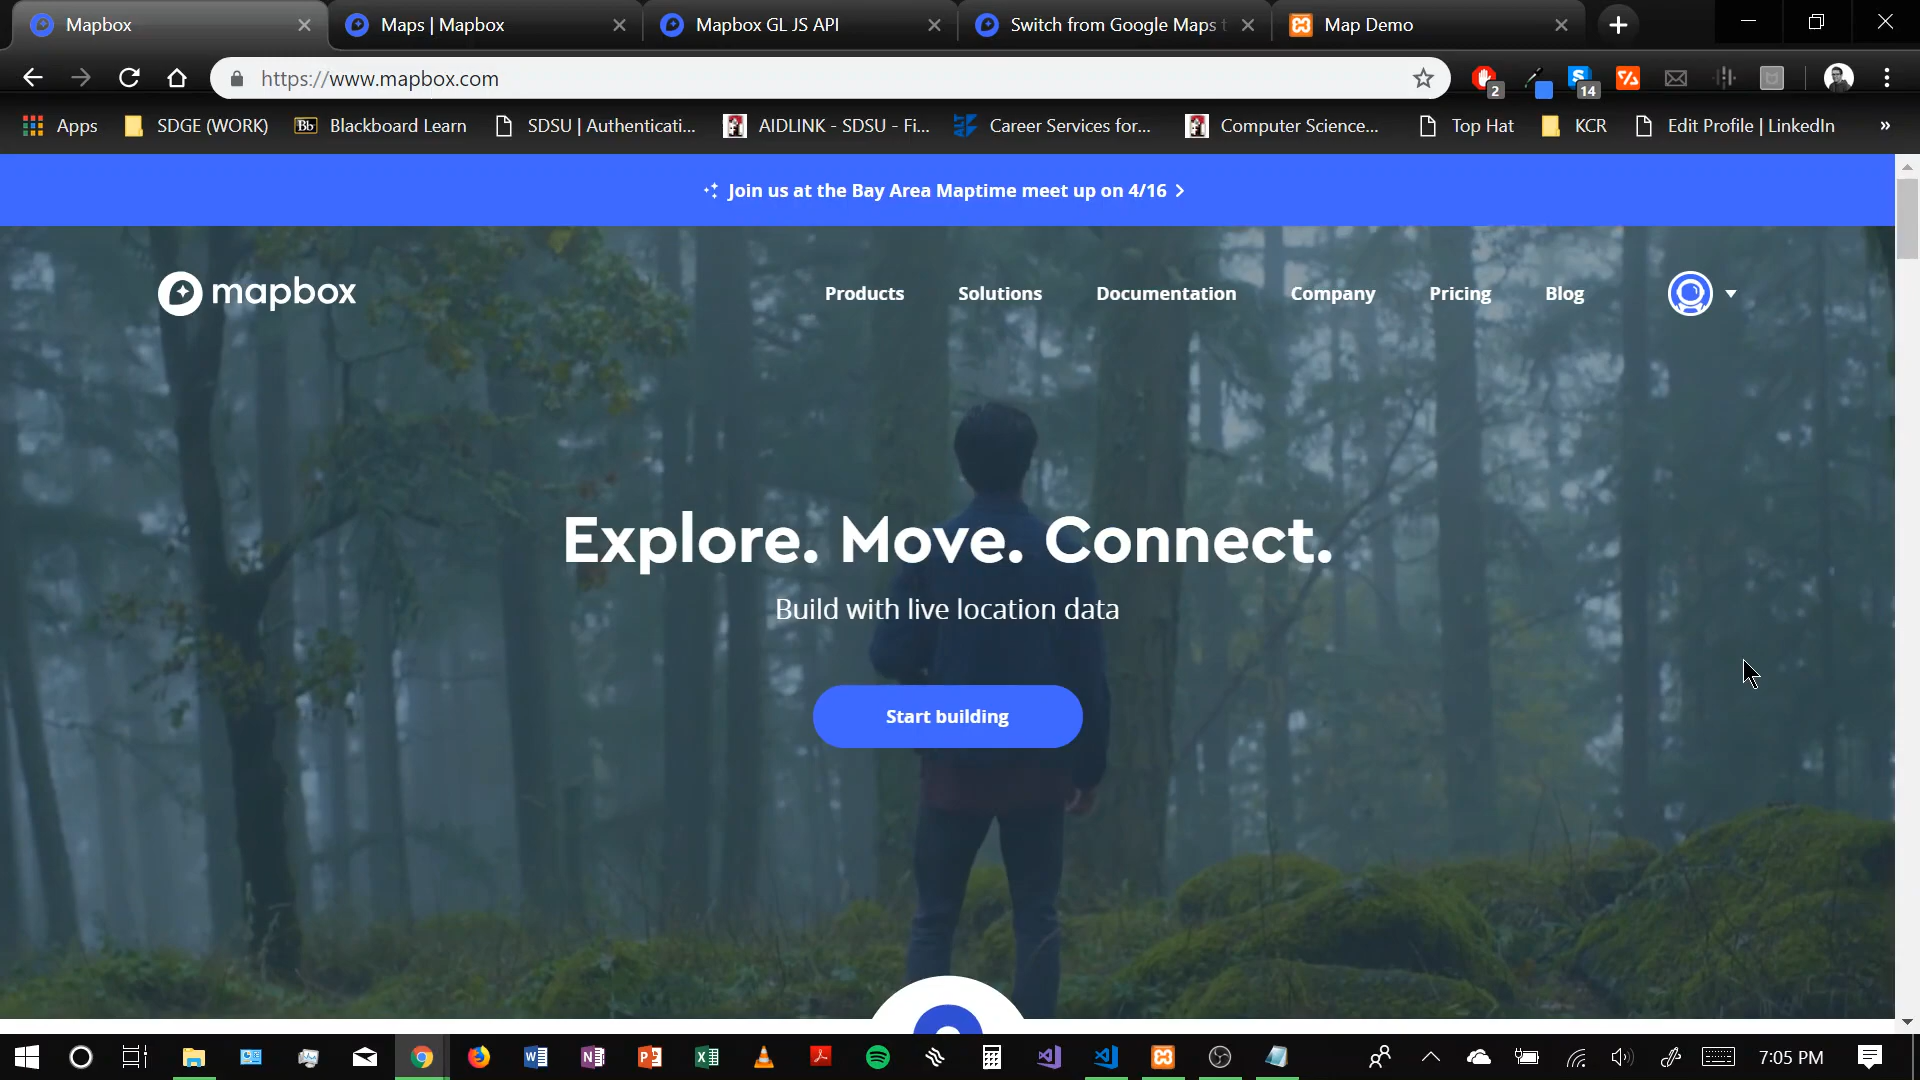 Mapbox
Maps | Mapbox
Mapbox GL JS API
Switch from Google Maps t
Map Demo
https://www.mapbox.com
2
14
Apps
SDGE (WORK)
Bb
Blackboard Learn
SDSU | Authenticati...
AIDLINK - SDSU - Fi...
Career Services for...
Computer Science...
Top Hat
KCR
Edit Profile | LinkedIn
»
Join us at the Bay Area Maptime meet up on 4/16
mapbox
Products
Solutions
Documentation
Company
Pricing
Blog
Explore. Move. Connect.
Build with live location data
Start building
7:05 PM